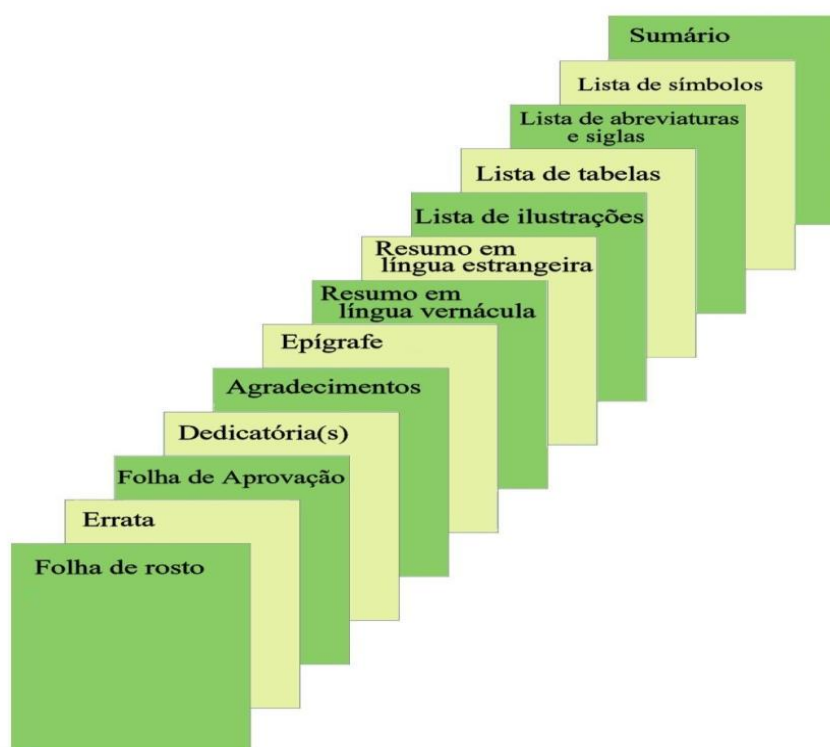 Sumário
Lista de símbolos
Lista de abreviaturas
e siglas
Lista de tabelas
Lista de ilustrações
Resumo em
língua estrangeira
Resumo em
língua vernácula
Epígrafe
Agradecimentos
Dedicatória(s)
Folha de Aprovação
Errata
Folha de rosto